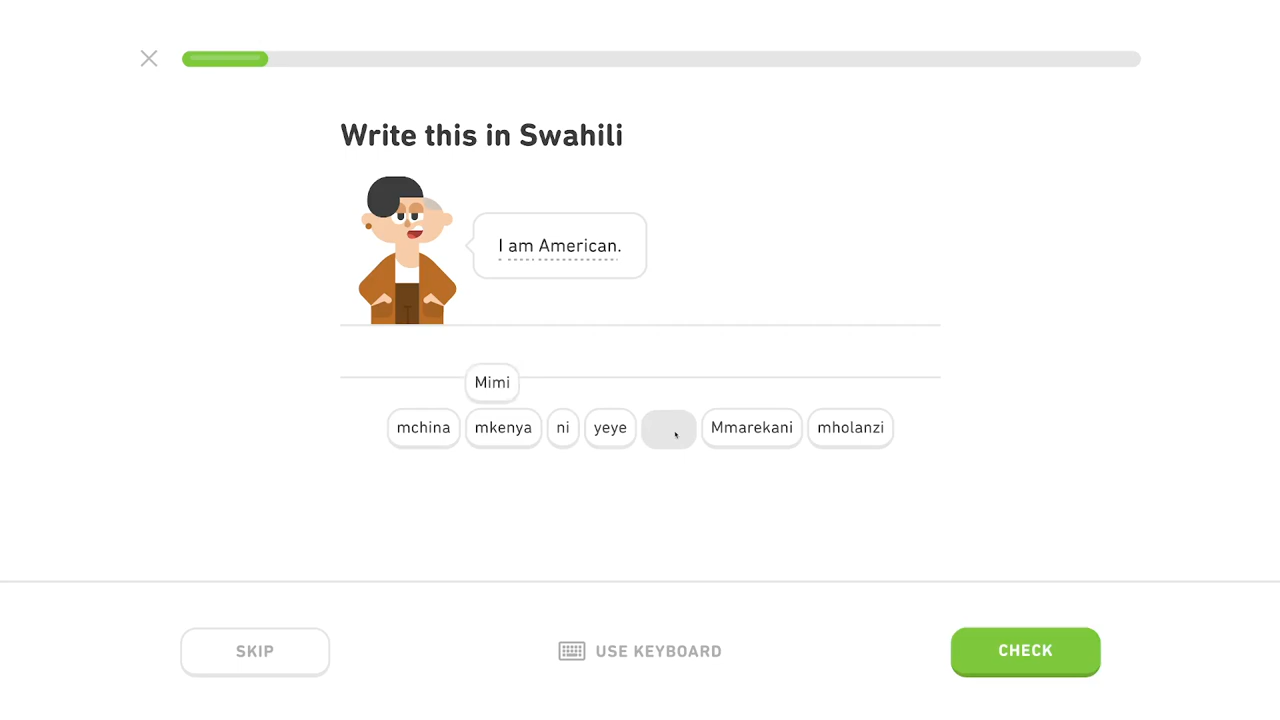 Write this in Swahili
I am American.
Mimi
mchina mkenya ni yeye Mmarekani mholanzi
SKIP USE KEYBOARD CHECK